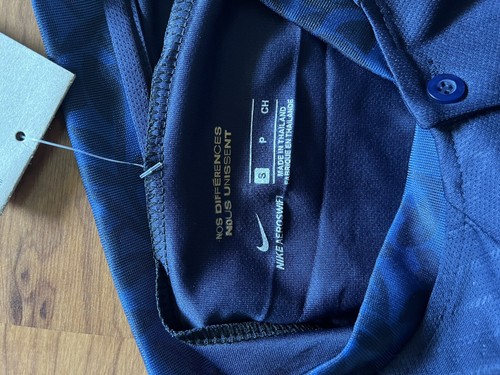 NOS DIFFÉRENCES
NOUS UNISSENT
S P CH
MADE IN THAILAND
FABRIQUÉ EN THAÏLANDE
NIKE AEROSWIFT